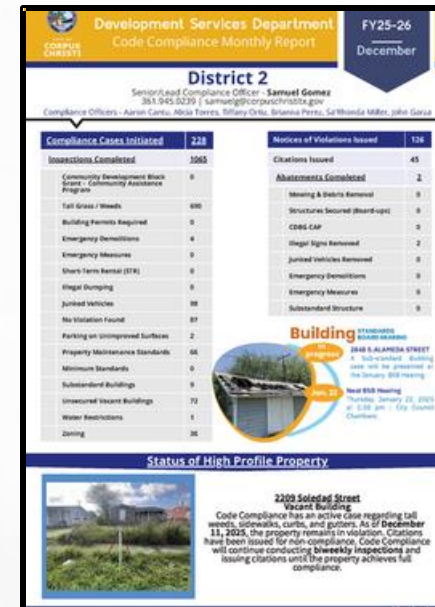 CITY OF
CORPUS
CHRISTI
Development Services Department
Code Compliance Monthly Report
FY25-26
December
District 2
Senior/Lead Compliance Officer - Samuel Gomez
361.945.0239 | samuelg@corpuschristitx.gov
Compliance Officers - Aaron Cantu, Alicia Torres, Tiffany Ortiz, Brianna Perez, Sa'Rhonda Miller, John Garza
Compliance Cases Initiated 228
Inspections Completed 1065
Community Development Block
Grant - Community Assistance
Program 0
Tall Grass / Weeds 690
Building Permits Required 0
Emergency Demolitions 4
Emergency Measures 0
Short-Term Rental (STR) 0
Illegal Dumping 0
Junked Vehicles
No Violation Found 87
Parking on Unimproved Surfaces 2
Property Maintenance Standards 66
Minimum Standards 0
Substandard Buildings 9
Unsecured Vacant Buildings 72
Water Restrictions 1
Zoning
Notices of Violations Issued
Citations Issued 45
Abatements Completed 2
Mowing & Debris Removal 0
Structures Secured (Board-ups) 0
CDBG CAP 0
Illegal Signs Removed 2
Junked Vehicles Removed 0
Emergency Demolitions 0
Emergency Measures 0
Substandard Structure 0
Building STANDARDS
BOARD HEARING
In
progress
2848 S. ALAMEDA STREET
A Sub-standard Building
case will be presented at
the January BSB Hearing
Jan. 22
Next BSB Hearing
Thursday, January 22,
at 1:30 pm : City Council
Chambers
Status of High Profile Property
2209 Soledad Street
Vacant Building
Code Compliance has an active case regarding tall
weeds, sidewalks, curbs, and gutters. As of December
11, 2025, the property remains in violation. Citations
have been issued for non-compliance. Code Compliance
will continue conducting biweekly inspections and
issuing citations until the property achieves full
compliance.